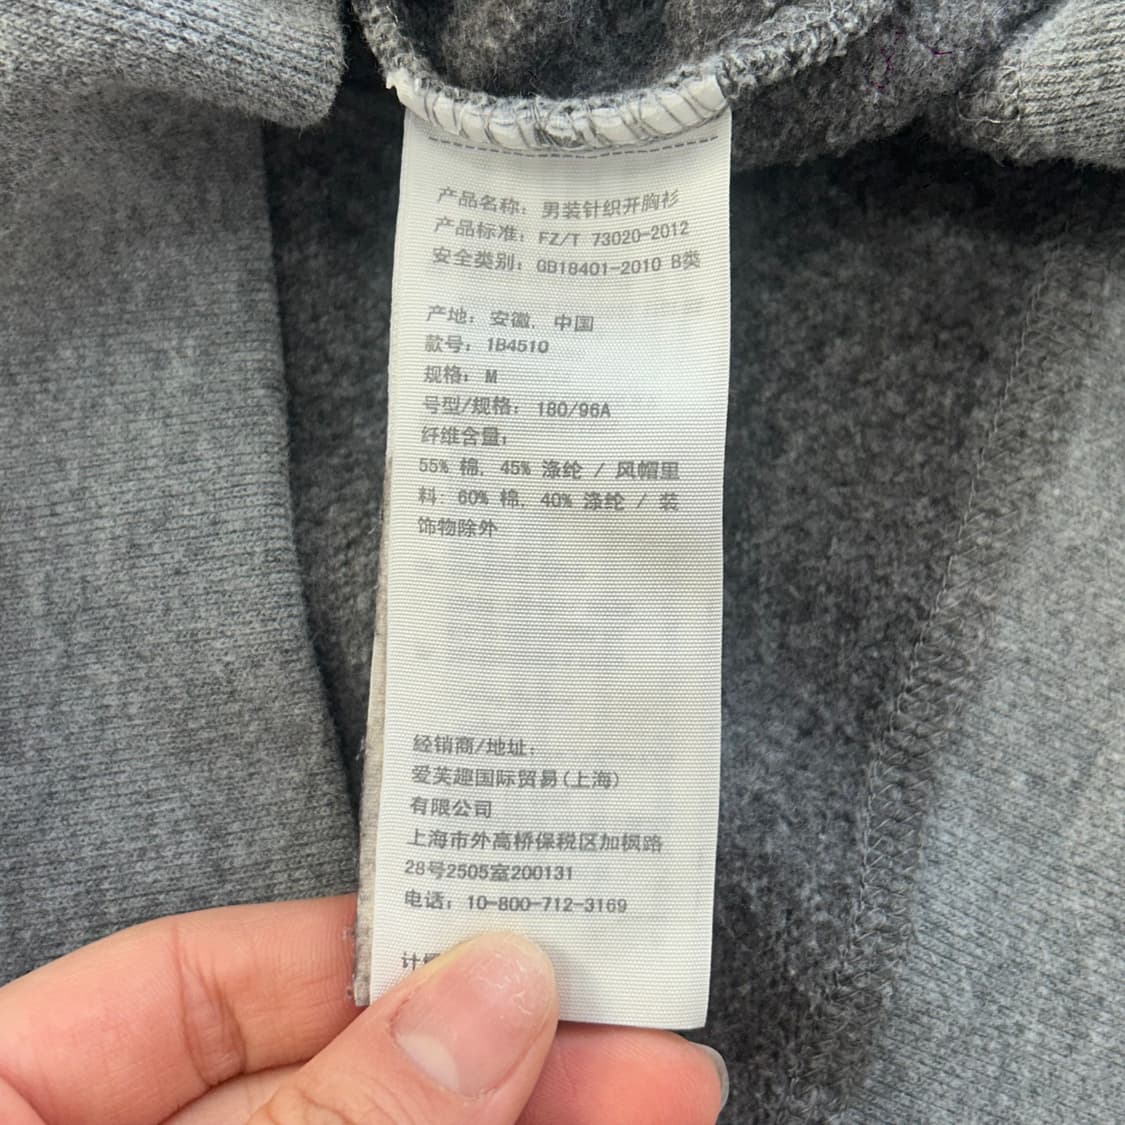 产品名称: 男装针织开胸衫
产品标准: FZ/T 73020-2012
安全类别: GB18401-2010 B类
产地: 安徽, 中国
款号: 1B4510
规格: M
号型/规格: 180/96A
纤维含量:
55% 棉, 45% 涤纶 / 风帽里
料: 60% 棉, 40% 涤纶 / 装
饰物除外
经销商/地址:
爱芙趣国际贸易(上海)
有限公司
上海市外高桥保税区加枫路
28号2505室200131
电话: 10-800-712-3169